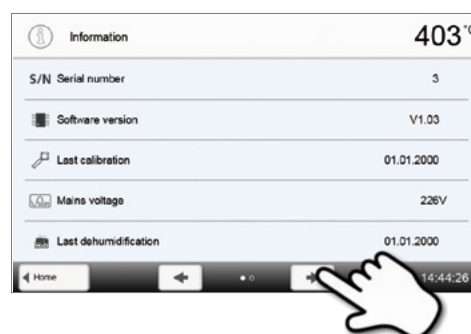 Information 403 °C
S/N Serial number 3
Software version V1.03
Last calibration 01.01.2000
Mains voltage 226V
Last dehumidification 01.01.2000
Home 14:44:26